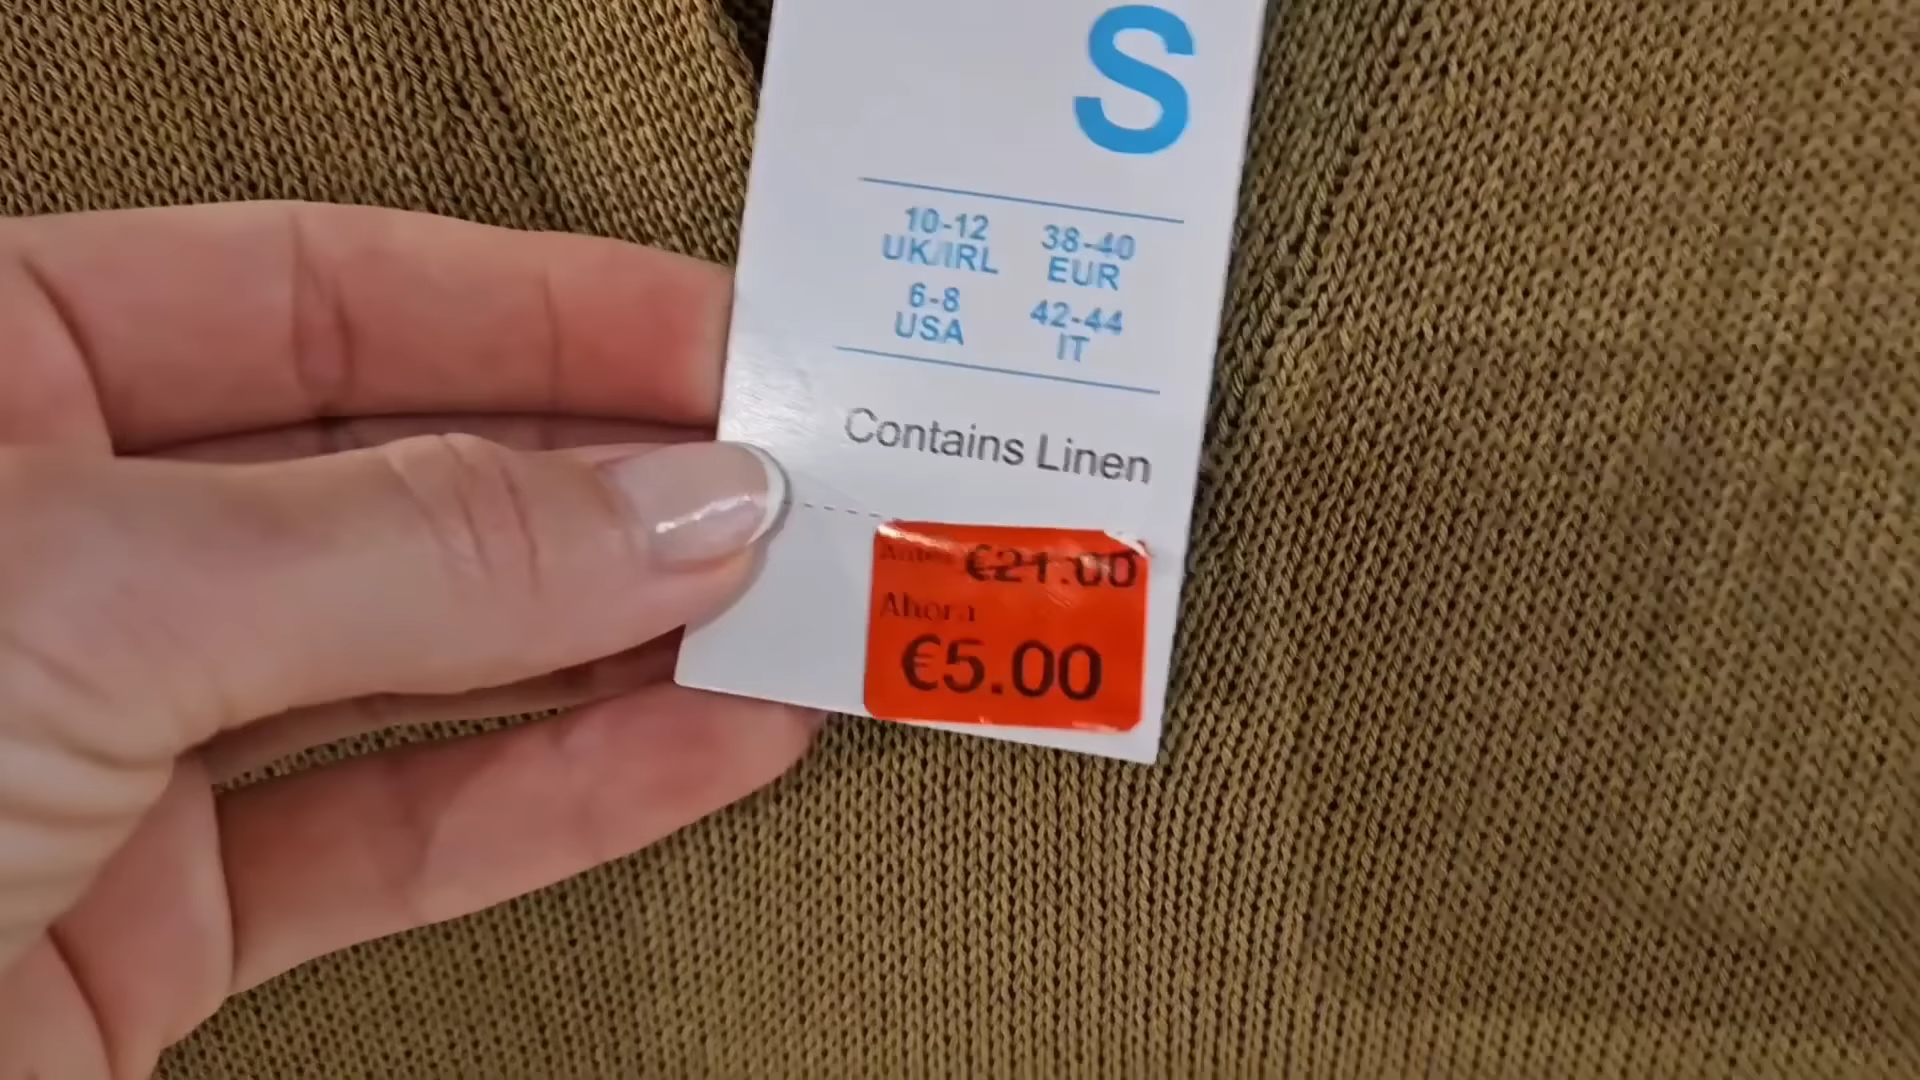 S
10-12
UK/IRL
38-40
EUR
6-8
USA
42-44
IT
Contains Linen
Antes €21.00
Ahora
€5.00